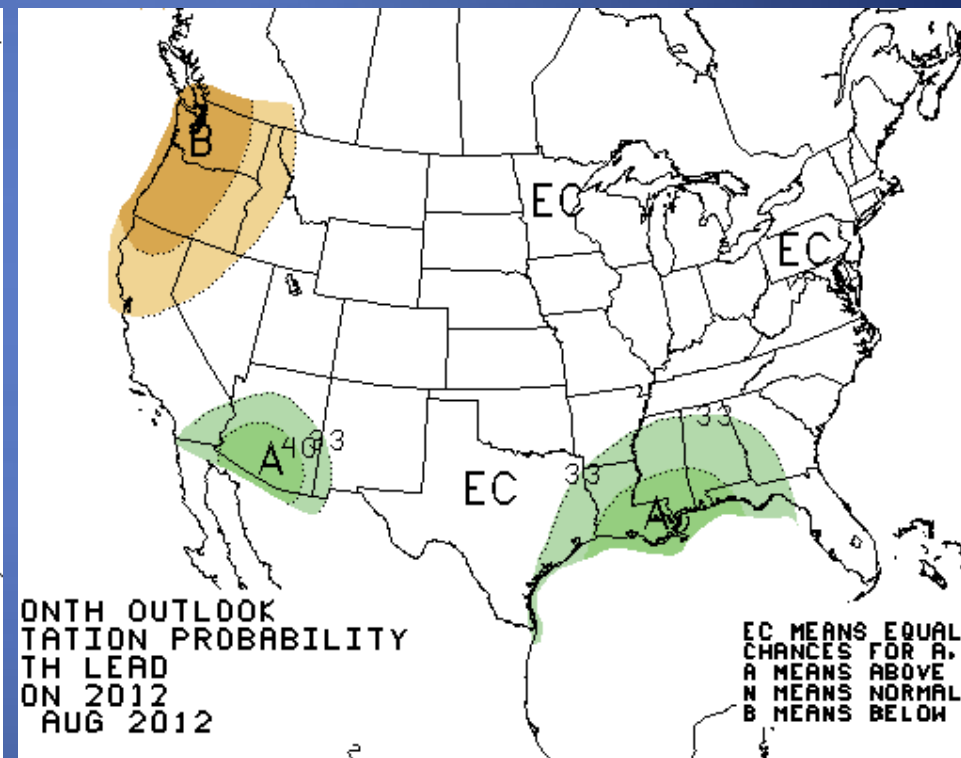 B
EC
EC
33
A
40
33
33
EC
A
ONTH OUTLOOK
TATION PROBABILITY
TH LEAD
ON 2012
AUG 2012
EC MEANS EQUAL
CHANCES FOR A,
A MEANS ABOVE
N MEANS NORMAL
B MEANS BELOW